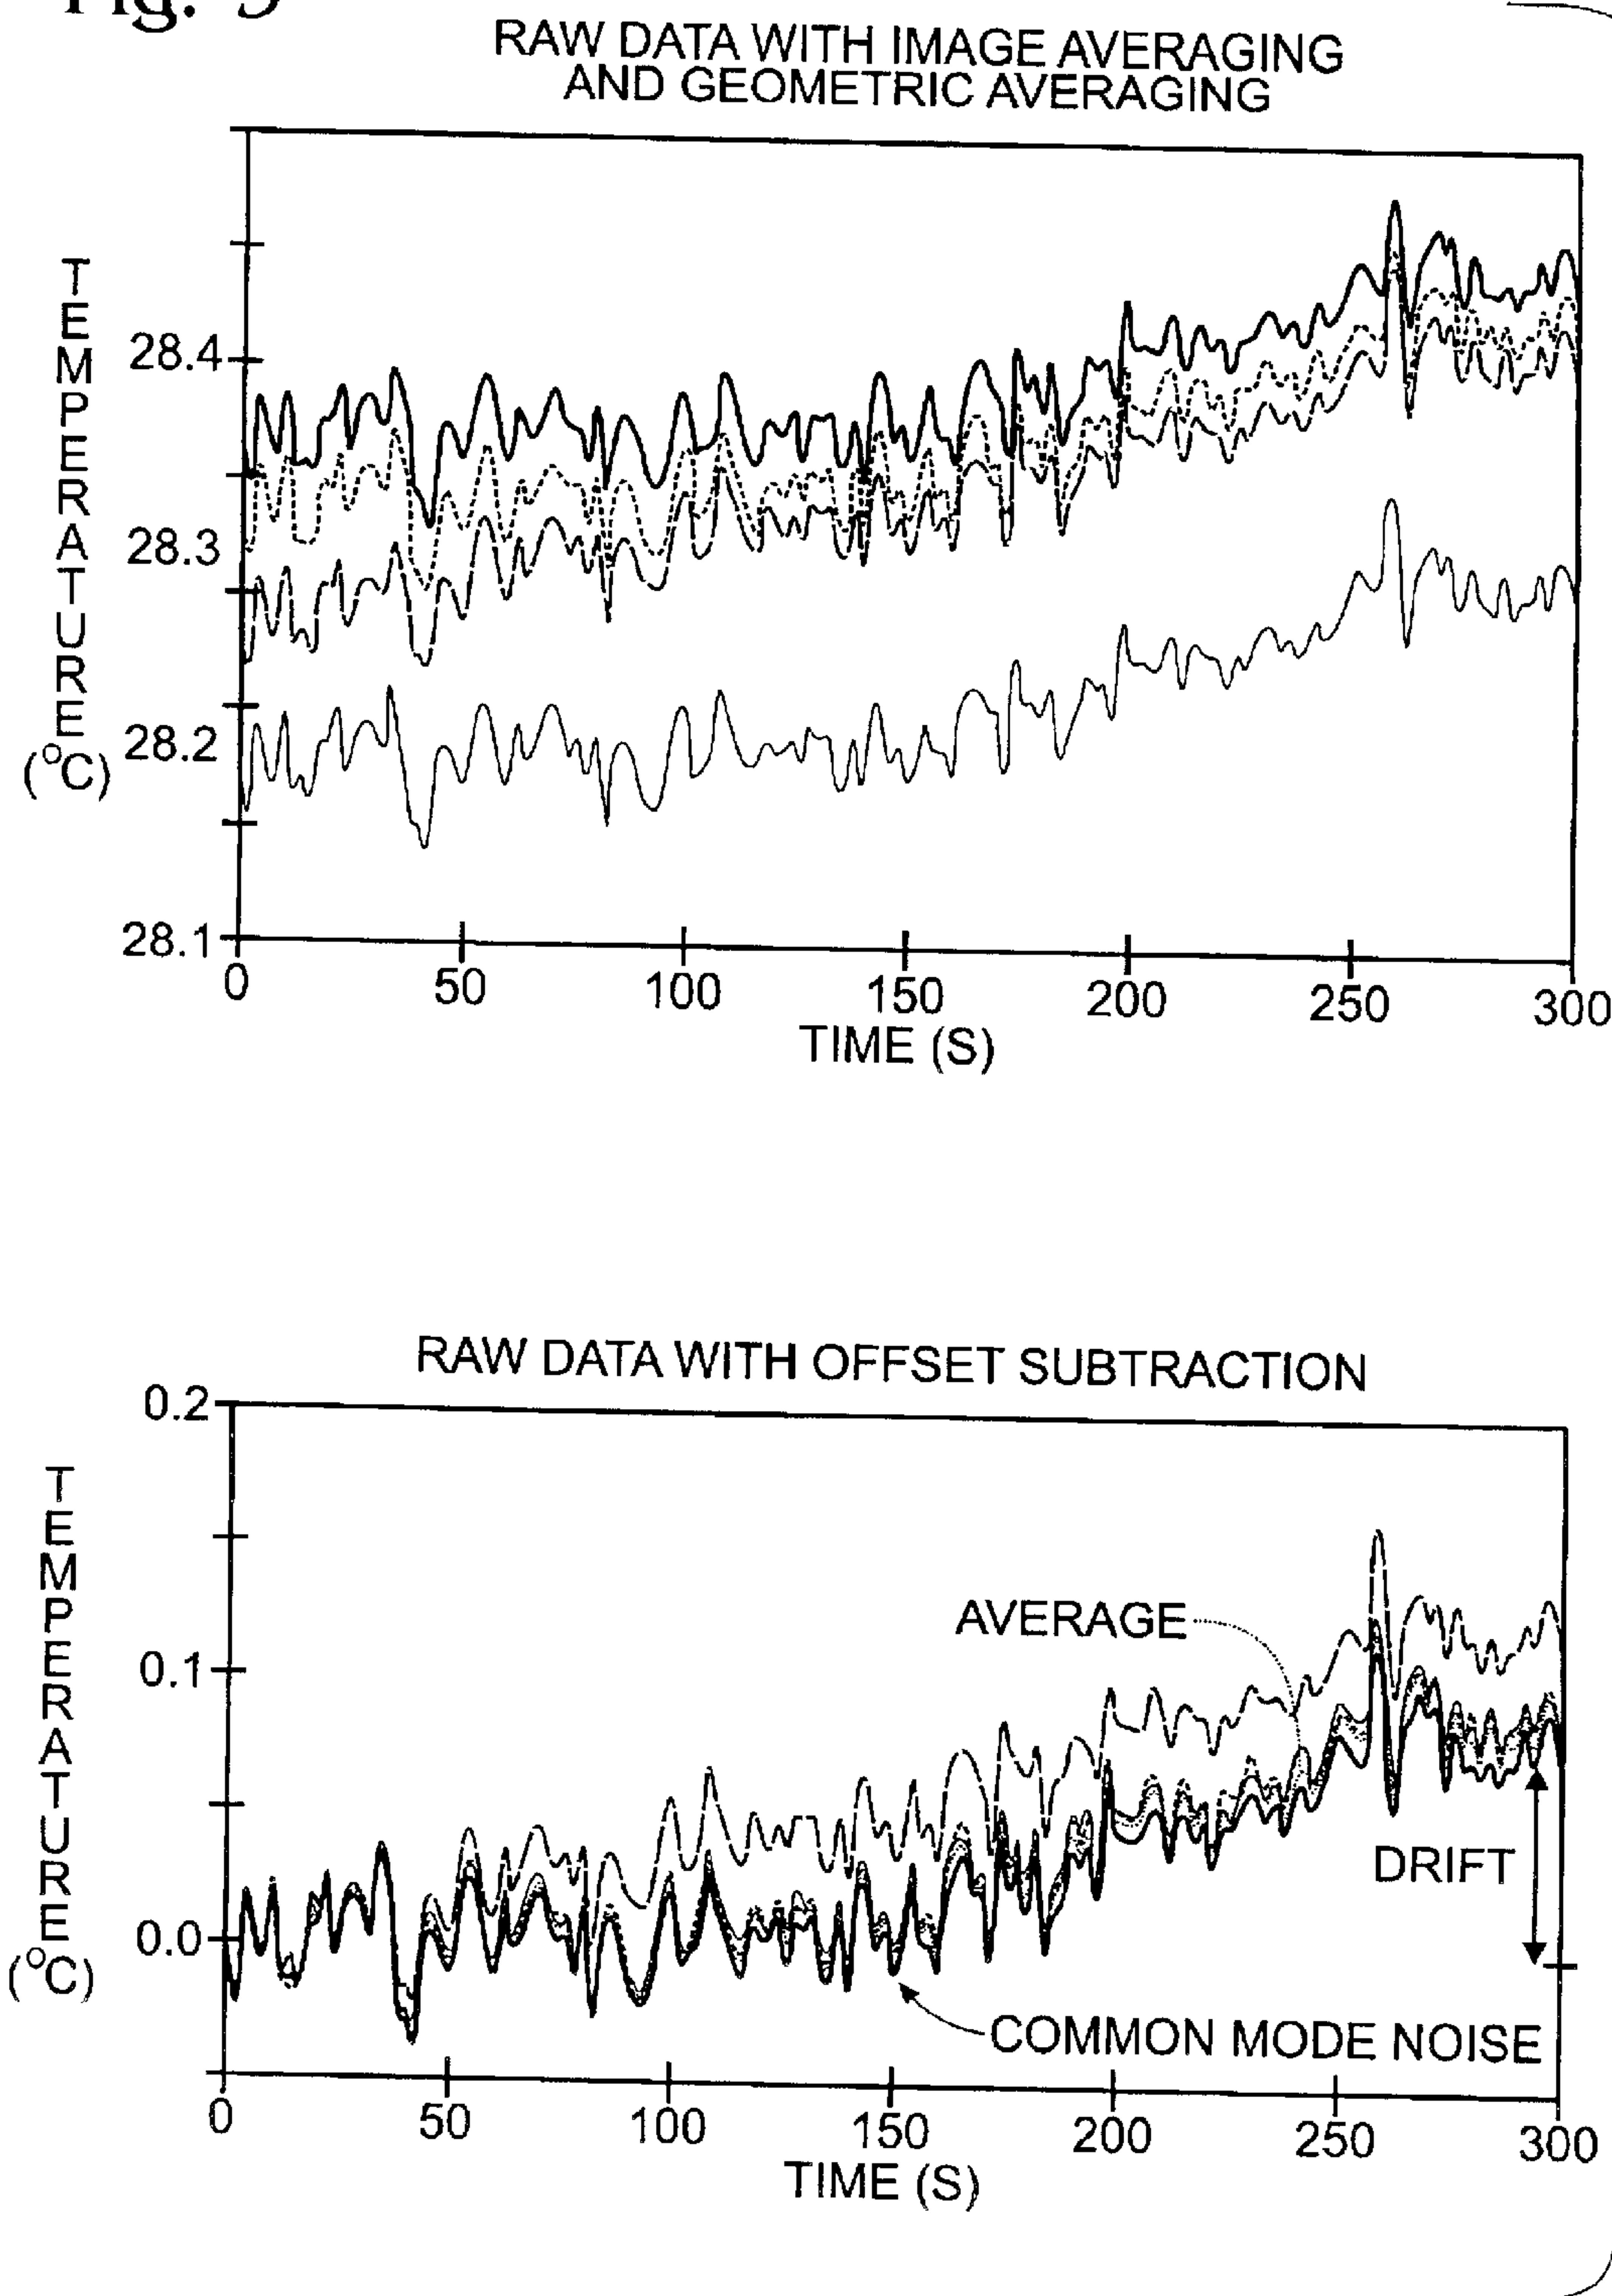 RAW DATA WITH IMAGE AVERAGING
AND GEOMETRIC AVERAGING
TEMPERATURE
(°C)
28.4
28.3
28.2
28.1
0 50 100 150 200 250 300
TIME (S)
RAW DATA WITH OFFSET SUBTRACTION
TEMPERATURE
(°C)
0.2
0.1
0.0
AVERAGE
DRIFT
COMMON MODE NOISE
0 50 100 150 200 250 300
TIME (S)